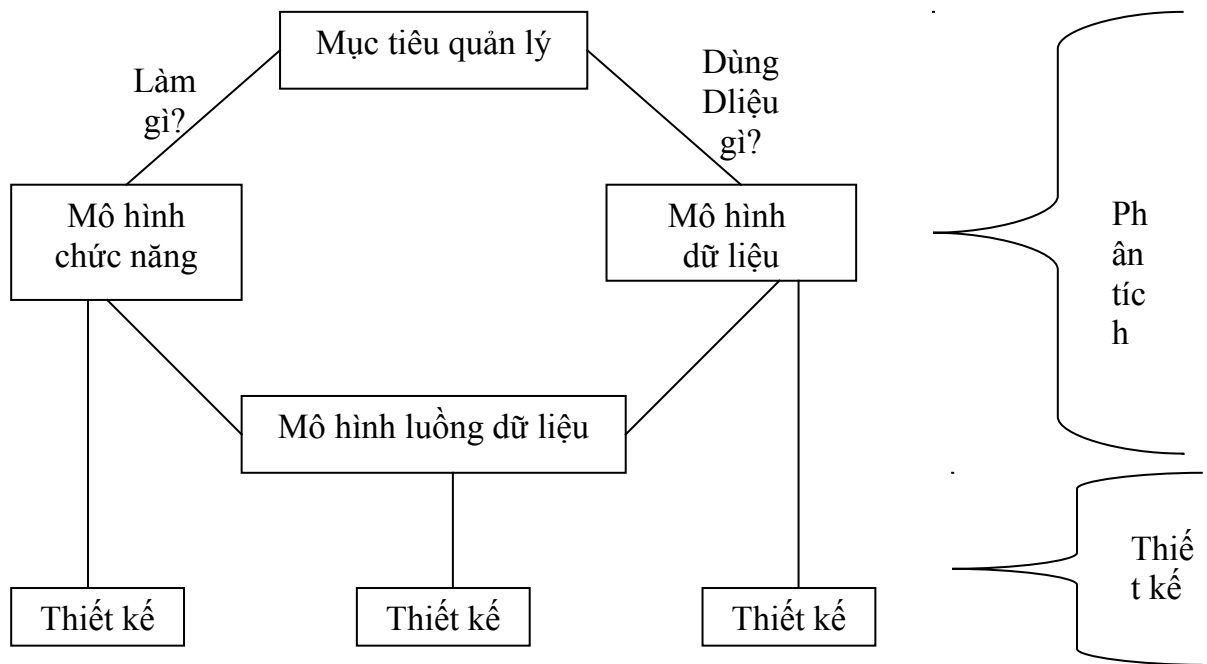 Mục tiêu quản lý
Làm
gì?
Dùng
Dliệu
gì?
Mô hình
chức năng
Mô hình
dữ liệu
Ph
ân
tíc
h
Mô hình luồng dữ liệu
Thiế
t kế
Thiết kế
Thiết kế
Thiết kế